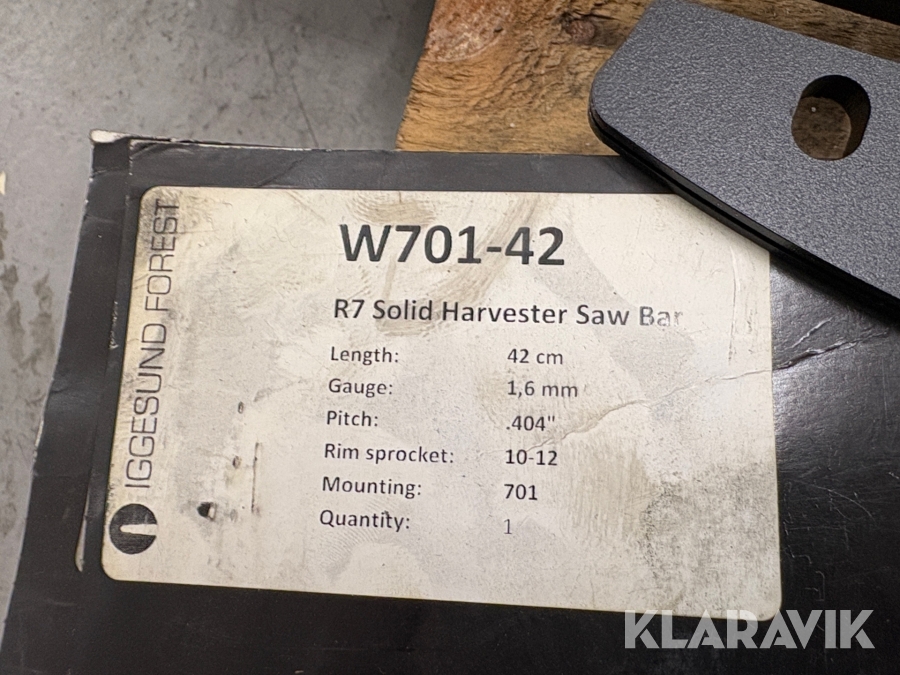 IGGESUND FOREST
W701-42
R7 Solid Harvester Saw Bar
Length: 42 cm
Gauge: 1,6 mm
Pitch: .404"
Rim sprocket: 10-12
Mounting: 701
Quantity: 1
KLARAVIK